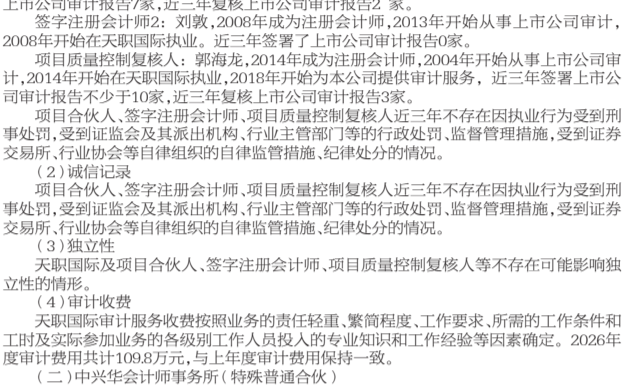 上市公司审计报告7家,近三年复核上市公司审计报告2 家。
签字注册会计师2：刘敦,2008年成为注册会计师,2013年开始从事上市公司审计,
2008年开始在天职国际执业。近三年签署了上市公司审计报告0家。
项目质量控制复核人：郭海龙,2014年成为注册会计师,2004年开始从事上市公司审
计,2014年开始在天职国际执业,2018年开始为本公司提供审计服务，近三年签署上市公
司审计报告不少于10家,近三年复核上市公司审计报告3家。
项目合伙人、签字注册会计师、项目质量控制复核人近三年不存在因执业行为受到刑
事处罚,受到证监会及其派出机构、行业主管部门等的行政处罚、监督管理措施,受到证券
交易所、行业协会等自律组织的自律监管措施、纪律处分的情况。
（2）诚信记录
项目合伙人、签字注册会计师、项目质量控制复核人近三年不存在因执业行为受到刑
事处罚,受到证监会及其派出机构、行业主管部门等的行政处罚、监督管理措施,受到证券
交易所、行业协会等自律组织的自律监管措施、纪律处分的情况。
（3）独立性
天职国际及项目合伙人、签字注册会计师、项目质量控制复核人等不存在可能影响独
立性的情形。
（4）审计收费
天职国际审计服务收费按照业务的责任轻重、繁简程度、工作要求、所需的工作条件和
工时及实际参加业务的各级别工作人员投入的专业知识和工作经验等因素确定。2026年
度审计费用共计109.8万元,与上年度审计费用保持一致。
（二）中兴华会计师事务所（特殊普通合伙）